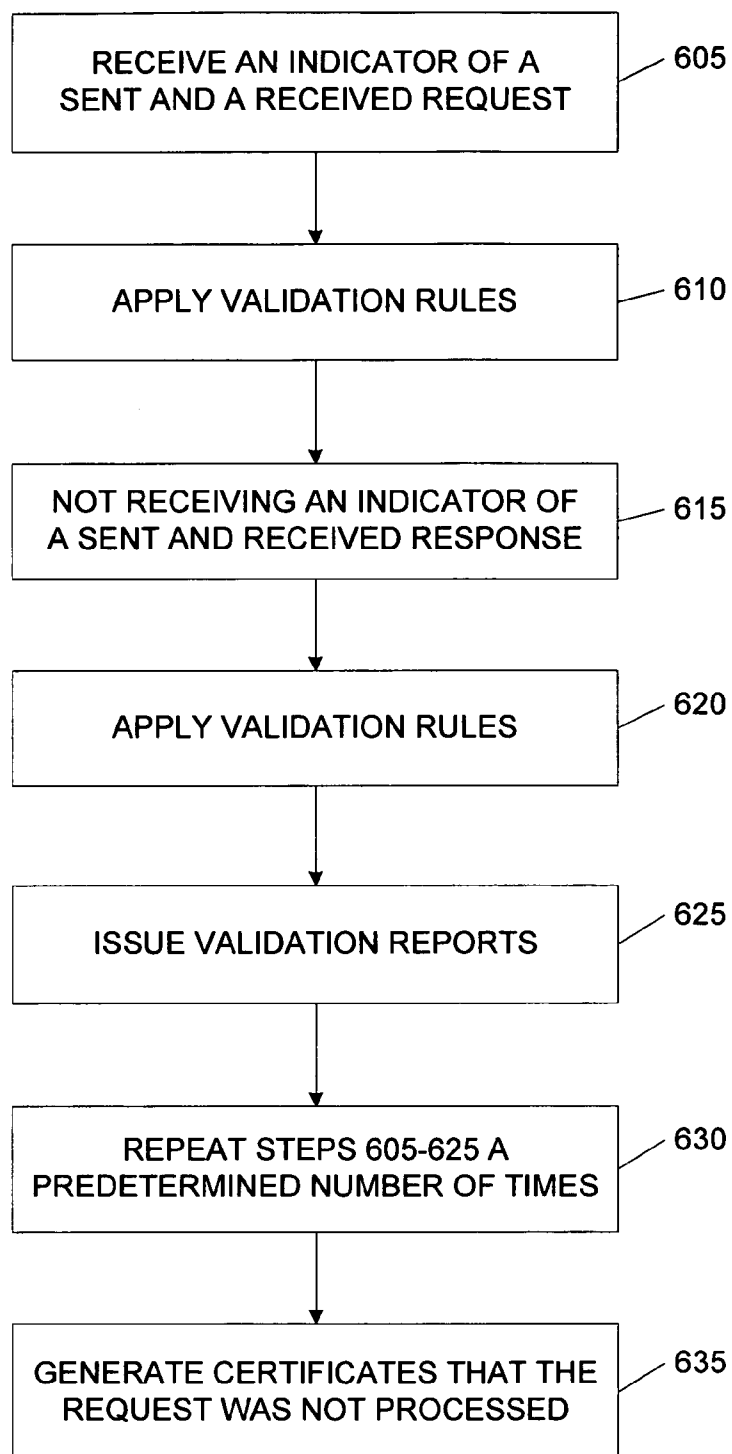 RECEIVE AN INDICATOR OF A
SENT AND A RECEIVED REQUEST
605
APPLY VALIDATION RULES
610
NOT RECEIVING AN INDICATOR OF
A SENT AND RECEIVED RESPONSE
615
APPLY VALIDATION RULES
620
ISSUE VALIDATION REPORTS
625
REPEAT STEPS 605-625 A
PREDETERMINED NUMBER OF TIMES
630
GENERATE CERTIFICATES THAT THE
REQUEST WAS NOT PROCESSED
635